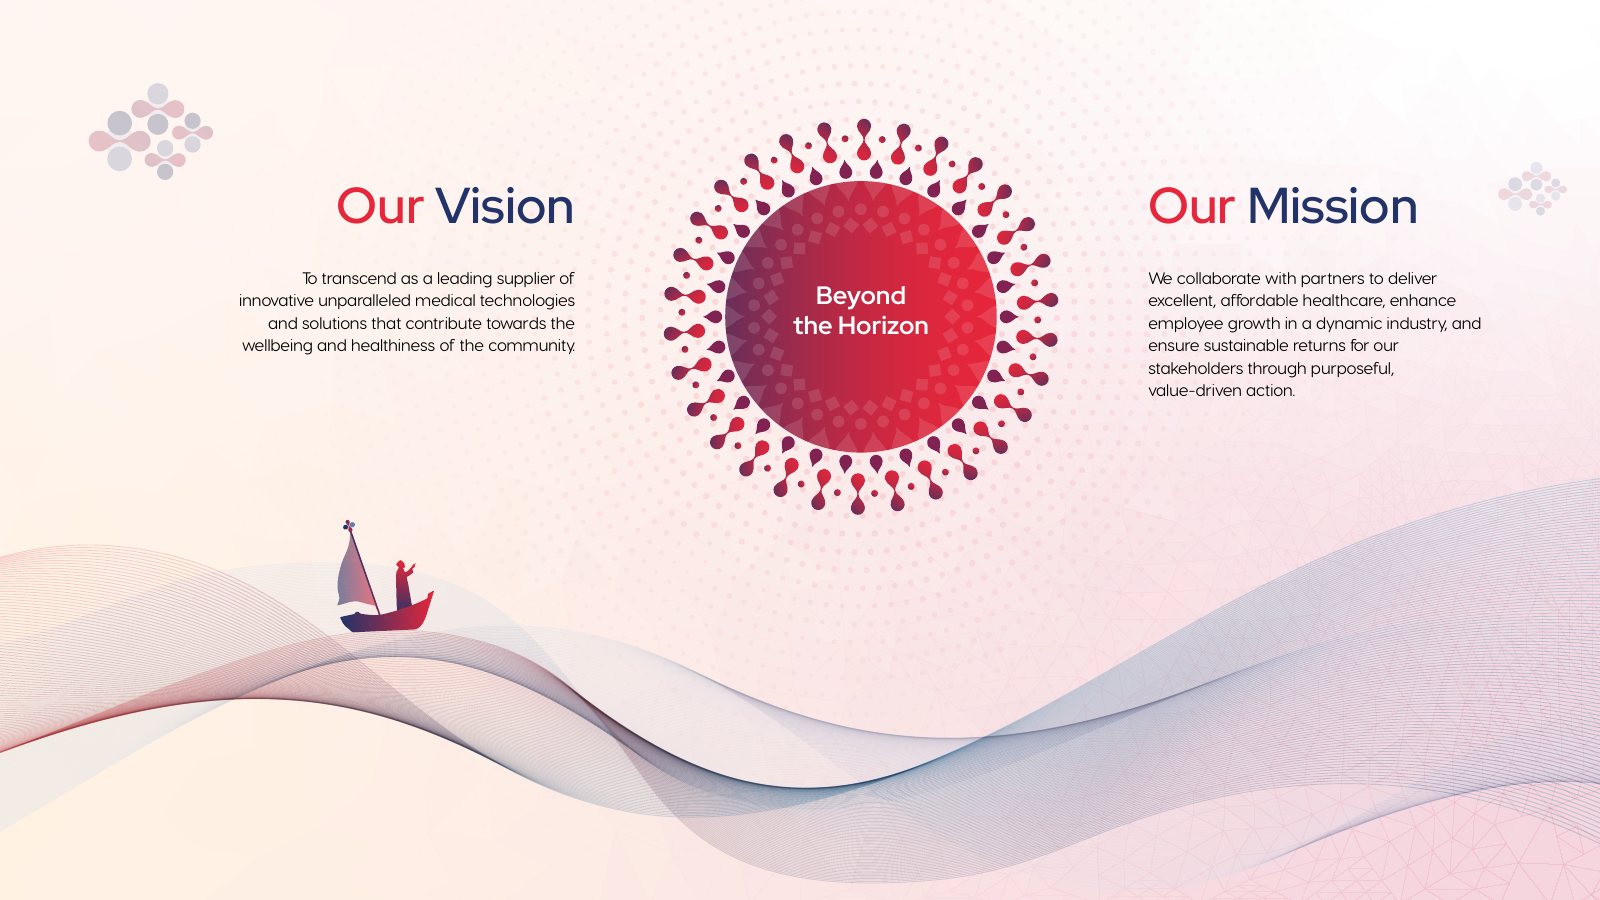 Our Vision
To transcend as a leading supplier of
innovative unparalleled medical technologies
and solutions that contribute towards the
wellbeing and healthiness of the community.
Beyond
the Horizon
Our Mission
We collaborate with partners to deliver
excellent, affordable healthcare, enhance
employee growth in a dynamic industry, and
ensure sustainable returns for our
stakeholders through purposeful,
value-driven action.